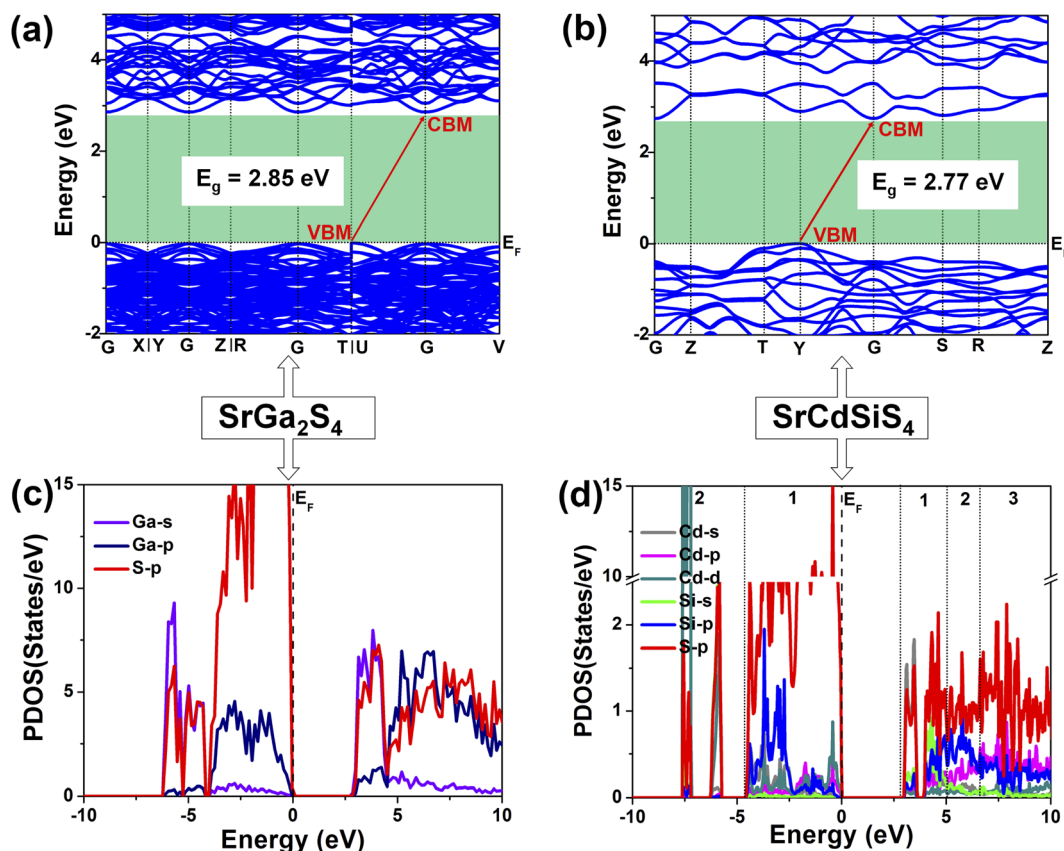 (a)
4
2
0
-2
Energy (eV)
E_g = 2.85 eV
CBM
VBM
E_F
G X|Y G Z|R G T|U G V
(b)
4
2
0
-2
Energy (eV)
E_g = 2.77 eV
CBM
VBM
G Z T Y G S R Z
SrGa₂S₄
SrCdSiS₄
(c)
15
10
5
0
PDOS(States/eV)
Ga-s
Ga-p
S-p
E_F
-10 -5 0 5 10
Energy (eV)
(d)
15
10
2
1
0
PDOS(States/eV)
2 1 E_F 1 2 3
Cd-s
Cd-p
Cd-d
Si-s
Si-p
S-p
-10 -5 0 5 10
Energy (eV)